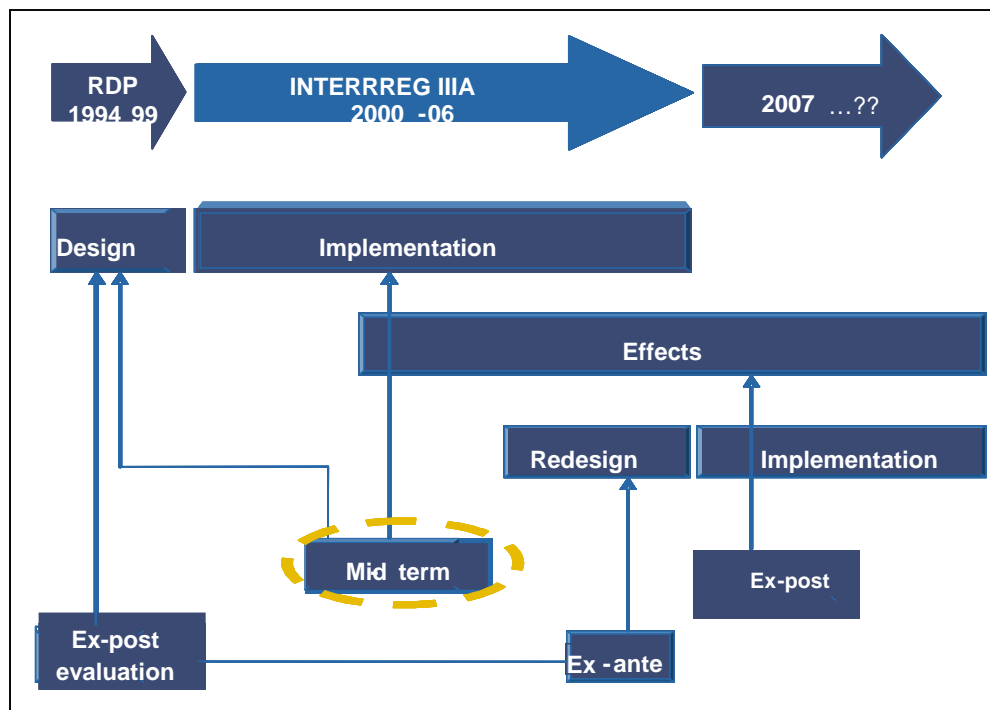 RDP
1994 99
INTERRREG IIIA
2000 -06
2007 ...??
Design
Implementation
Effects
Redesign
Implementation
Mid term
Ex-post
Ex-post
evaluation
Ex -ante